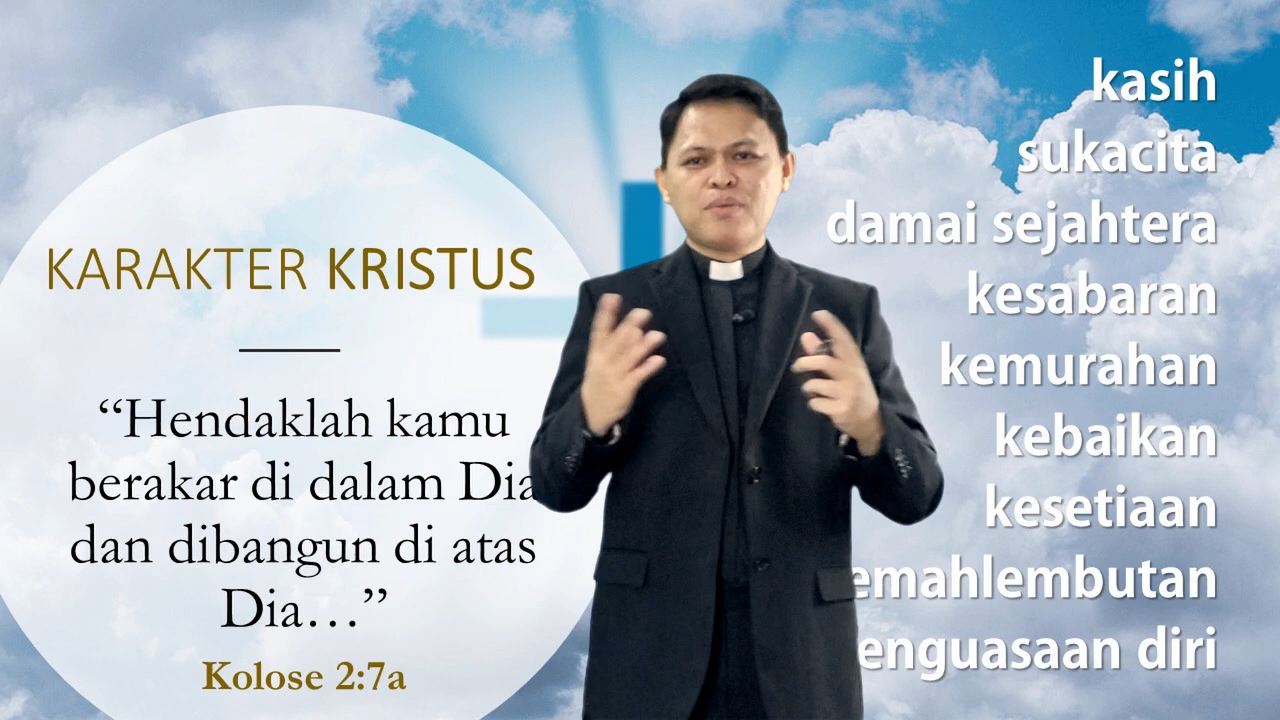 KARAKTER KRISTUS
“Hendaklah kamu
berakar di dalam Dia
dan dibangun di atas
Dia…”
Kolose 2:7a
kasih
sukacita
damai sejahtera
kesabaran
kemurahan
kebaikan
kesetiaan
emahlembutan
enguasaan diri